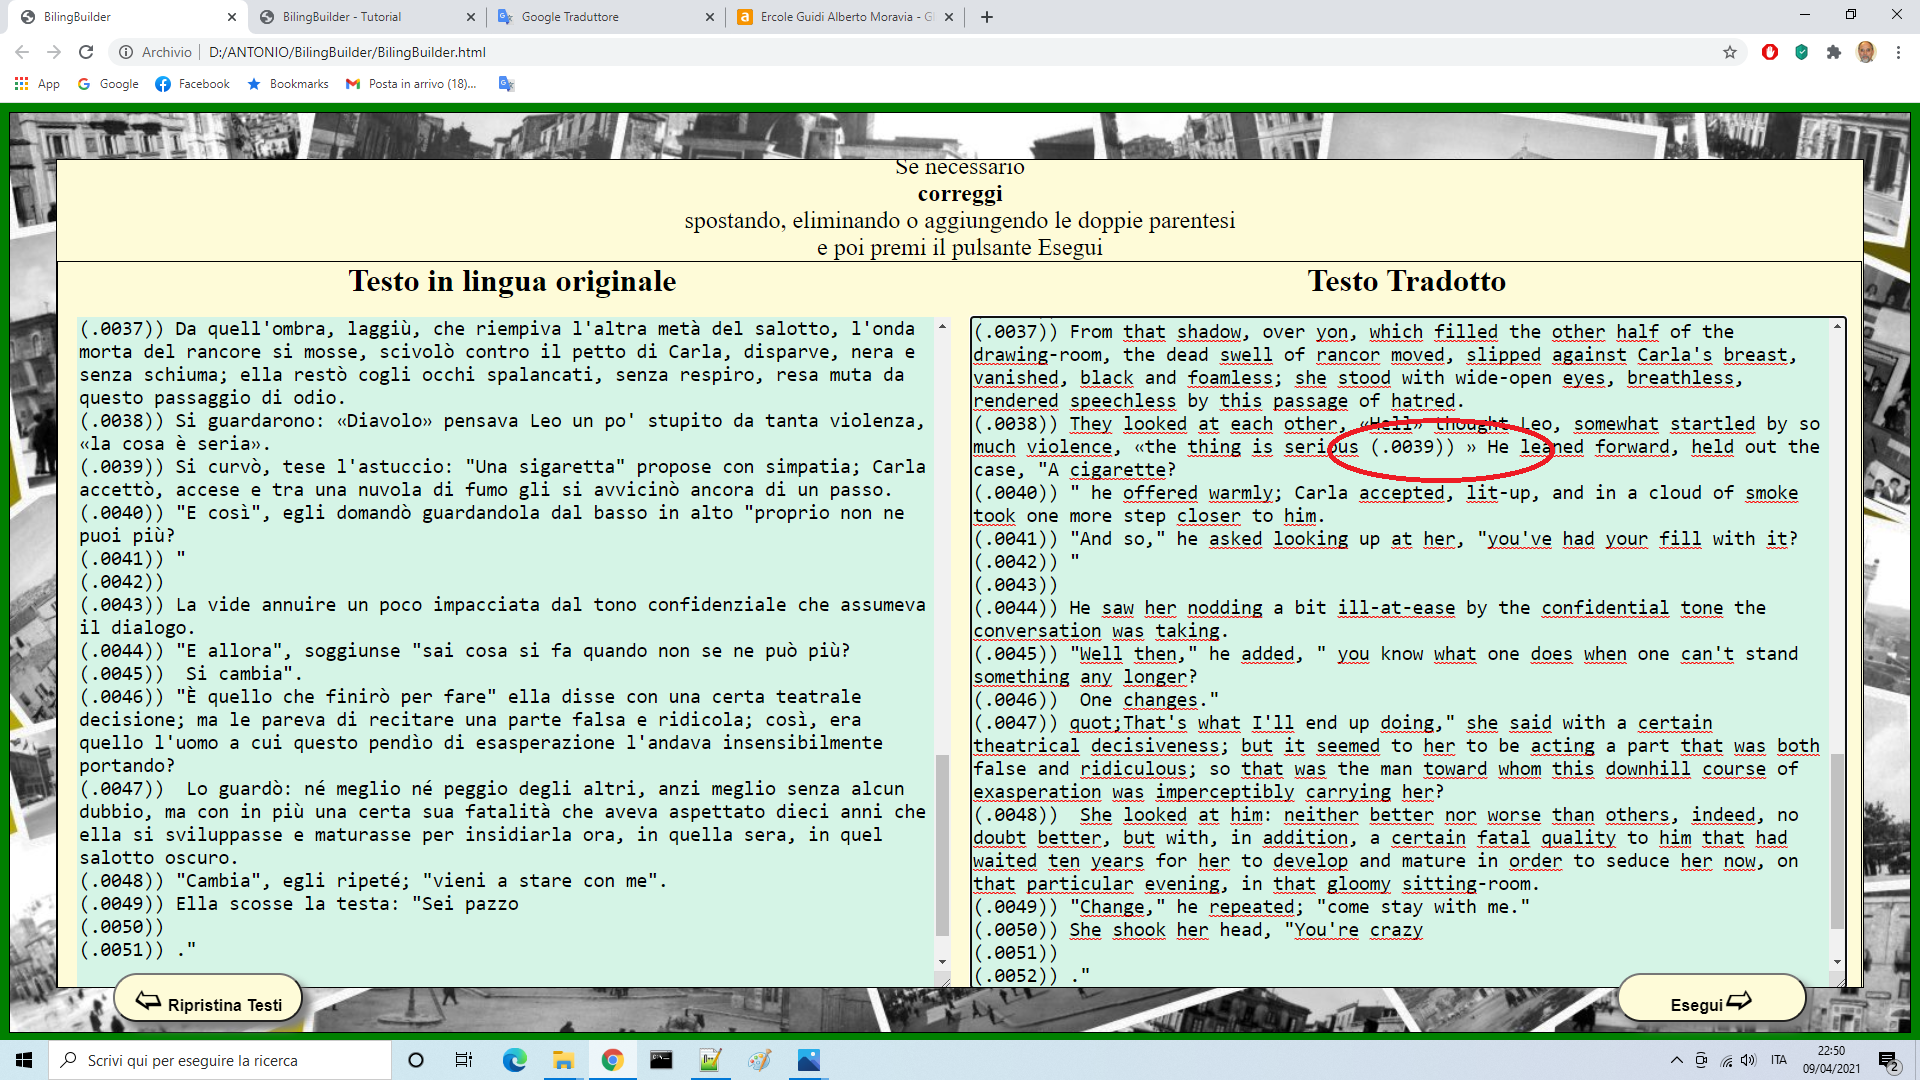 BilingBuilder
BilingBuilder - Tutorial
Google Traduttore
Ercole Guidi Alberto Moravia - Gl
Archivio
D:/ANTONIO/BilingBuilder/BilingBuilder.html
App
Google
Facebook
Bookmarks
Posta in arrivo (18)...
Se necessario
correggi
spostando, eliminando o aggiungendo le doppie parentesi
e poi premi il pulsante Esegui
Testo in lingua originale
(.0037)) Da quell'ombra, laggiù, che riempiva l'altra metà del salotto, l'onda
morta del rancore si mosse, scivolò contro il petto di Carla, disparve, nera e
senza schiuma; ella restò cogli occhi spalancati, senza respiro, resa muta da
questo passaggio di odio.
(.0038)) Si guardarono: «Diavolo» pensava Leo un po' stupito da tanta violenza,
«la cosa è seria».
(.0039)) Si curvò, tese l'astuccio: "Una sigaretta" propose con simpatia; Carla
accettò, accese e tra una nuvola di fumo gli si avvicinò ancora di un passo.
(.0040)) "E così", egli domandò guardandola dal basso in alto "proprio non ne
puoi più?
(.0041)) "
(.0042))
(.0043)) La vide annuire un poco impacciata dal tono confidenziale che assumeva
il dialogo.
(.0044)) "E allora", soggiunse "sai cosa si fa quando non se ne può più?
(.0045))  Si cambia".
(.0046)) "È quello che finirò per fare" ella disse con una certa teatrale
decisione; ma le pareva di recitare una parte falsa e ridicola; così, era
quello l'uomo a cui questo pendìo di esasperazione l'andava insensibilmente
portando?
(.0047))  Lo guardò: né meglio né peggio degli altri, anzi meglio senza alcun
dubbio, ma con in più una certa sua fatalità che aveva aspettato dieci anni che
ella si sviluppasse e maturasse per insidiarla ora, in quella sera, in quel
salotto oscuro.
(.0048)) "Cambia", egli ripeté; "vieni a stare con me".
(.0049)) Ella scosse la testa: "Sei pazzo
(.0050))
(.0051)) ."
Testo Tradotto
(.0037)) From that shadow, over yon, which filled the other half of the
drawing-room, the dead swell of rancor moved, slipped against Carla's breast,
vanished, black and foamless; she stood with wide-open eyes, breathless,
rendered speechless by this passage of hatred.
(.0038)) They looked at each other, «Hell» thought Leo, somewhat startled by so
much violence, «the thing is serious (.0039)) » He leaned forward, held out the
case, "A cigarette?
(.0040)) " he offered warmly; Carla accepted, lit-up, and in a cloud of smoke
took one more step closer to him.
(.0041)) "And so," he asked looking up at her, "you've had your fill with it?
(.0042)) "
(.0043))
(.0044)) He saw her nodding a bit ill-at-ease by the confidential tone the
conversation was taking.
(.0045)) "Well then," he added, " you know what one does when one can't stand
something any longer?
(.0046))  One changes."
(.0047)) quot;That's what I'll end up doing," she said with a certain
theatrical decisiveness; but it seemed to her to be acting a part that was both
false and ridiculous; so that was the man toward whom this downhill course of
exasperation was imperceptibly carrying her?
(.0048))  She looked at him: neither better nor worse than others, indeed, no
doubt better, but with, in addition, a certain fatal quality to him that had
waited ten years for her to develop and mature in order to seduce her now, on
that particular evening, in that gloomy sitting-room.
(.0049)) "Change," he repeated; "come stay with me."
(.0050)) She shook her head, "You're crazy
(.0051))
(.0052)) ."
Ripristina Testi
Esegui
Scrivi qui per eseguire la ricerca
ITA
22:50
09/04/2021
2